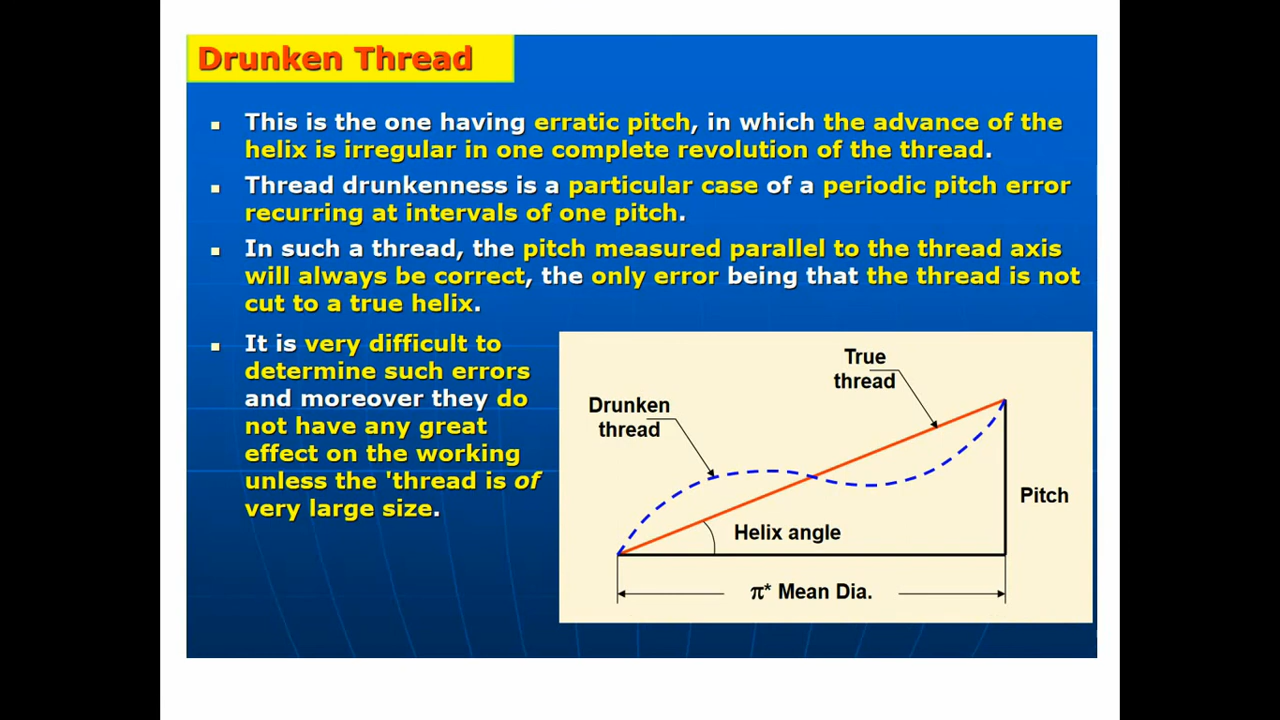 Drunken Thread
This is the one having erratic pitch, in which the advance of the
helix is irregular in one complete revolution of the thread.
Thread drunkenness is a particular case of a periodic pitch error
recurring at intervals of one pitch.
In such a thread, the pitch measured parallel to the thread axis
will always be correct, the only error being that the thread is not
cut to a true helix.
It is very difficult to
determine such errors
and moreover they do
not have any great
effect on the working
unless the 'thread is of
very large size.
True
thread
Drunken
thread
Pitch
Helix angle
π* Mean Dia.